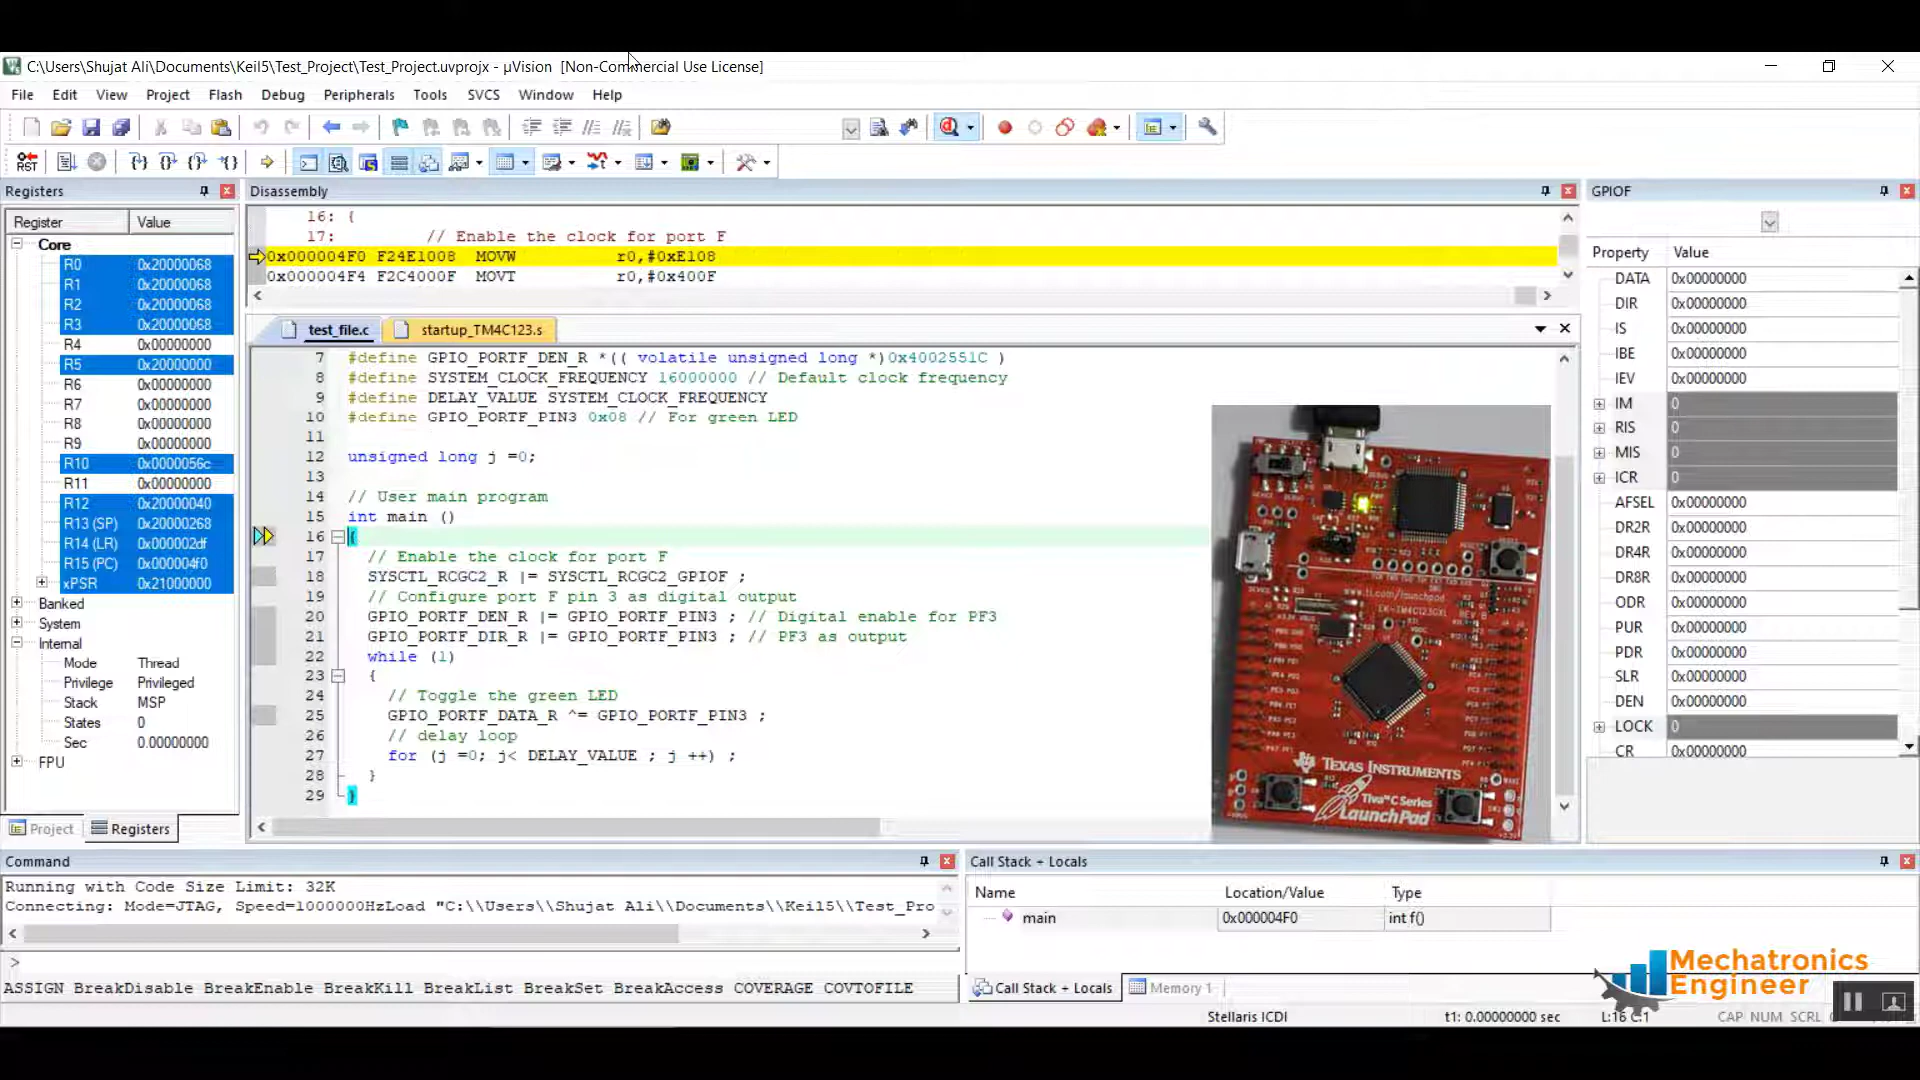 C:\Users\Shujat Ali\Documents\Keil5\Test_Project\Test_Project.uvprojx - µVision [Non-Commercial Use License]
File Edit View Project Flash Debug Peripherals Tools SVCS Window Help
RST
Registers
Register Value
Core
R0 0x20000068
R1 0x20000068
R2 0x20000068
R3 0x20000068
R4 0x00000000
R5 0x20000000
R6 0x00000000
R7 0x00000000
R8 0x00000000
R9 0x00000000
R10 0x0000056c
R11 0x00000000
R12 0x20000040
R13 (SP) 0x20000268
R14 (LR) 0x000002df
R15 (PC) 0x000004f0
xPSR 0x21000000
Banked
System
Internal
Mode Thread
Privilege Privileged
Stack MSP
States 0
Sec 0.00000000
FPU
Project Registers
Disassembly
16: {
17: // Enable the clock for port F
0x000004F0 F24E1008 MOVW r0,#0xE108
0x000004F4 F2C4000F MOVT r0,#0x400F
test_file.c startup_TM4C123.s
7 #define GPIO_PORTF_DEN_R *(( volatile unsigned long *)0x4002551C )
8 #define SYSTEM_CLOCK_FREQUENCY 16000000 // Default clock frequency
9 #define DELAY_VALUE SYSTEM_CLOCK_FREQUENCY
10 #define GPIO_PORTF_PIN3 0x08 // For green LED
11
12 unsigned long j =0;
13
14 // User main program
15 int main ()
16 {
17 // Enable the clock for port F
18 SYSCTL_RCGC2_R |= SYSCTL_RCGC2_GPIOF ;
19 // Configure port F pin 3 as digital output
20 GPIO_PORTF_DEN_R |= GPIO_PORTF_PIN3 ; // Digital enable for PF3
21 GPIO_PORTF_DIR_R |= GPIO_PORTF_PIN3 ; // PF3 as output
22 while (1)
23 {
24 // Toggle the green LED
25 GPIO_PORTF_DATA_R ^= GPIO_PORTF_PIN3 ;
26 // delay loop
27 for (j =0; j< DELAY_VALUE ; j ++) ;
28 }
29 }
www.ti.com/launchpad
EK-TM4C123GXL
TEXAS INSTRUMENTS
Tiva™ C Series
LaunchPad
GPIOF
Property Value
DATA 0x00000000
DIR 0x00000000
IS 0x00000000
IBE 0x00000000
IEV 0x00000000
IM 0
RIS 0
MIS 0
ICR 0
AFSEL 0x00000000
DR2R 0x00000000
DR4R 0x00000000
DR8R 0x00000000
ODR 0x00000000
PUR 0x00000000
PDR 0x00000000
SLR 0x00000000
DEN 0x00000000
LOCK 0
CR 0x00000000
Command
Running with Code Size Limit: 32K
Connecting: Mode=JTAG, Speed=1000000HzLoad "C:\\Users\\Shujat Ali\\Documents\\Keil5\\Test_Pro
>
ASSIGN BreakDisable BreakEnable BreakKill BreakList BreakSet BreakAccess COVERAGE COVTOFILE
Call Stack + Locals
Name Location/Value Type
main 0x000004F0 int f()
Call Stack + Locals Memory 1
Mechatronics
Engineer
Stellaris ICDI t1: 0.00000000 sec L:16 C:1 CAP NUM SCRL